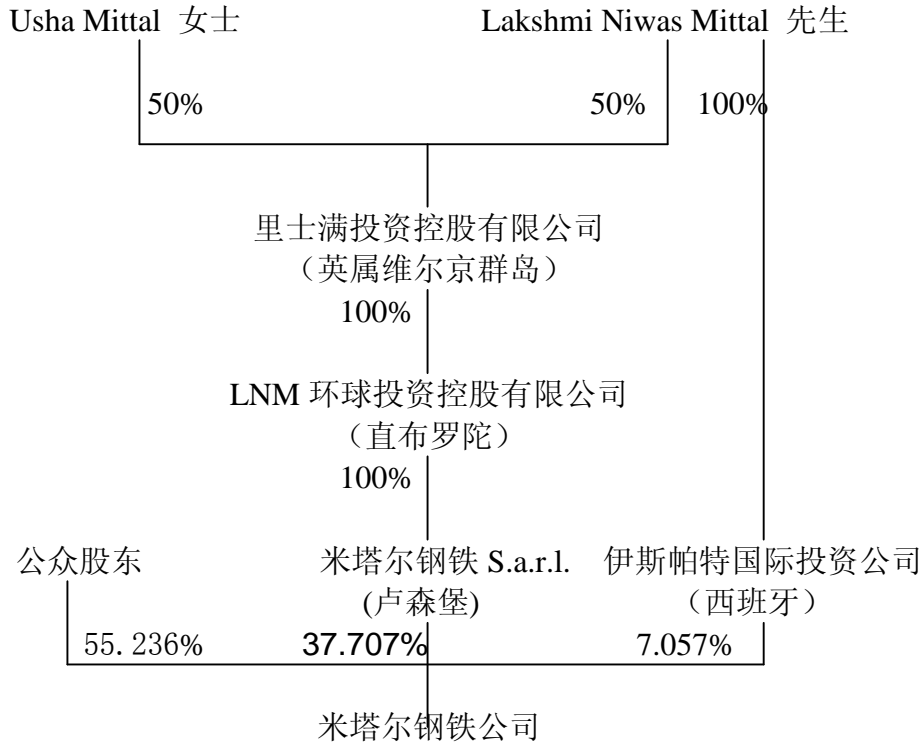 Usha Mittal 女士
Lakshmi Niwas Mittal 先生
50%
50%
100%
里士满投资控股有限公司
（英属维尔京群岛）
100%
LNM 环球投资控股有限公司
（直布罗陀）
100%
公众股东
米塔尔钢铁 S.a.r.l.
(卢森堡)
伊斯帕特国际投资公司
（西班牙）
55.236%
37.707%
7.057%
米塔尔钢铁公司